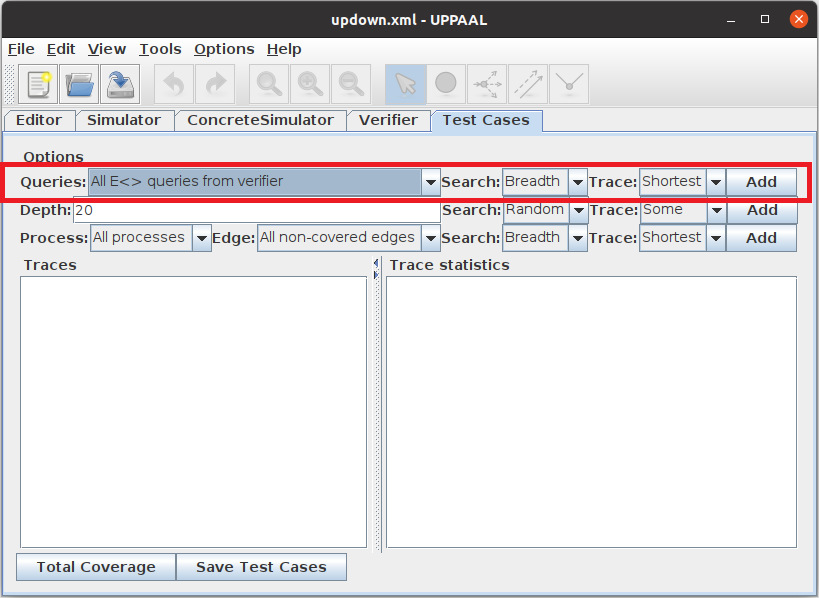 updown.xml - UPPAAL
File Edit View Tools Options Help
Editor Simulator ConcreteSimulator Verifier Test Cases
Options
Queries: All E<> queries from verifier Search: Breadth Trace: Shortest Add
Depth: 20 Search: Random Trace: Some Add
Process: All processes Edge: All non-covered edges Search: Breadth Trace: Shortest Add
Traces Trace statistics
Total Coverage Save Test Cases